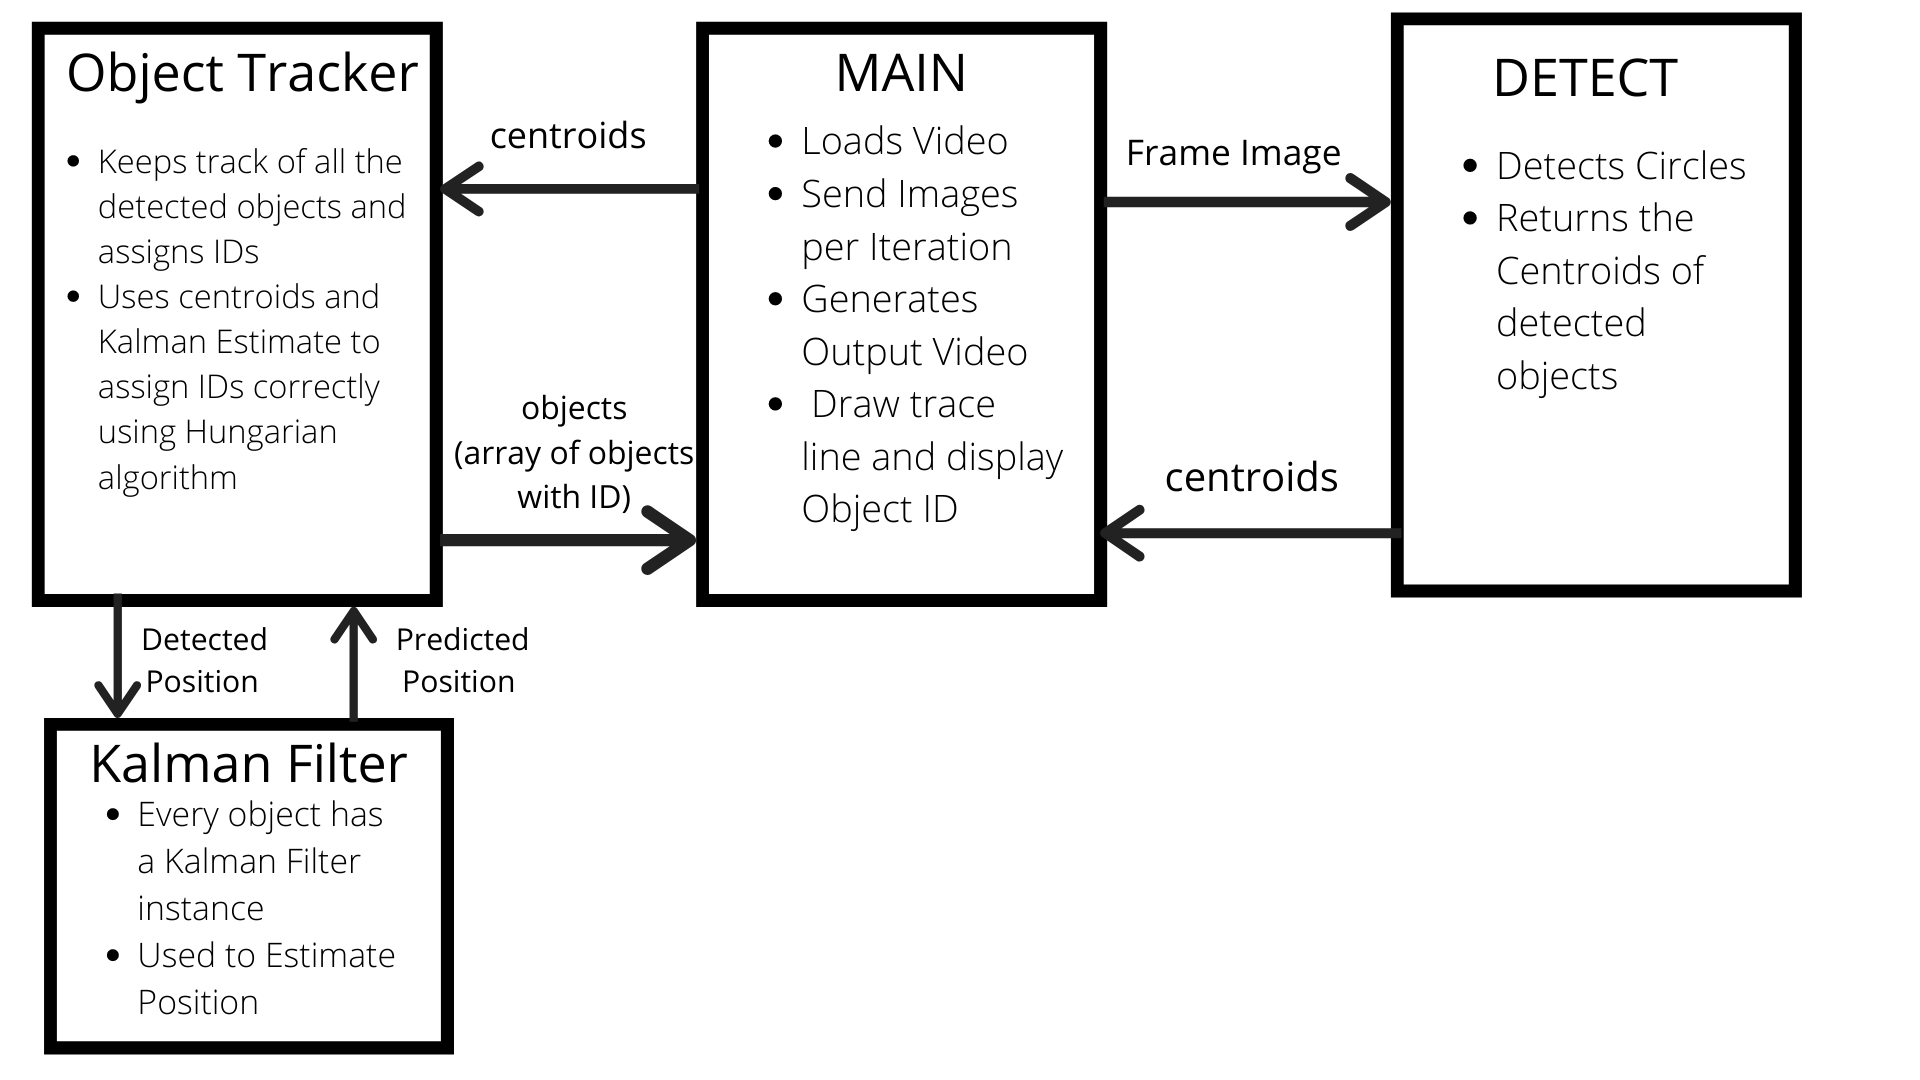 Object Tracker
• Keeps track of all the
detected objects and
assigns IDs
• Uses centroids and
Kalman Estimate to
assign IDs correctly
using Hungarian
algorithm
centroids
objects
(array of objects
with ID)
MAIN
• Loads Video
• Send Images
per Iteration
• Generates
Output Video
• Draw trace
line and display
Object ID
Frame Image
centroids
DETECT
• Detects Circles
• Returns the
Centroids of
detected
objects
Detected
Position
Predicted
Position
Kalman Filter
• Every object has
a Kalman Filter
instance
• Used to Estimate
Position